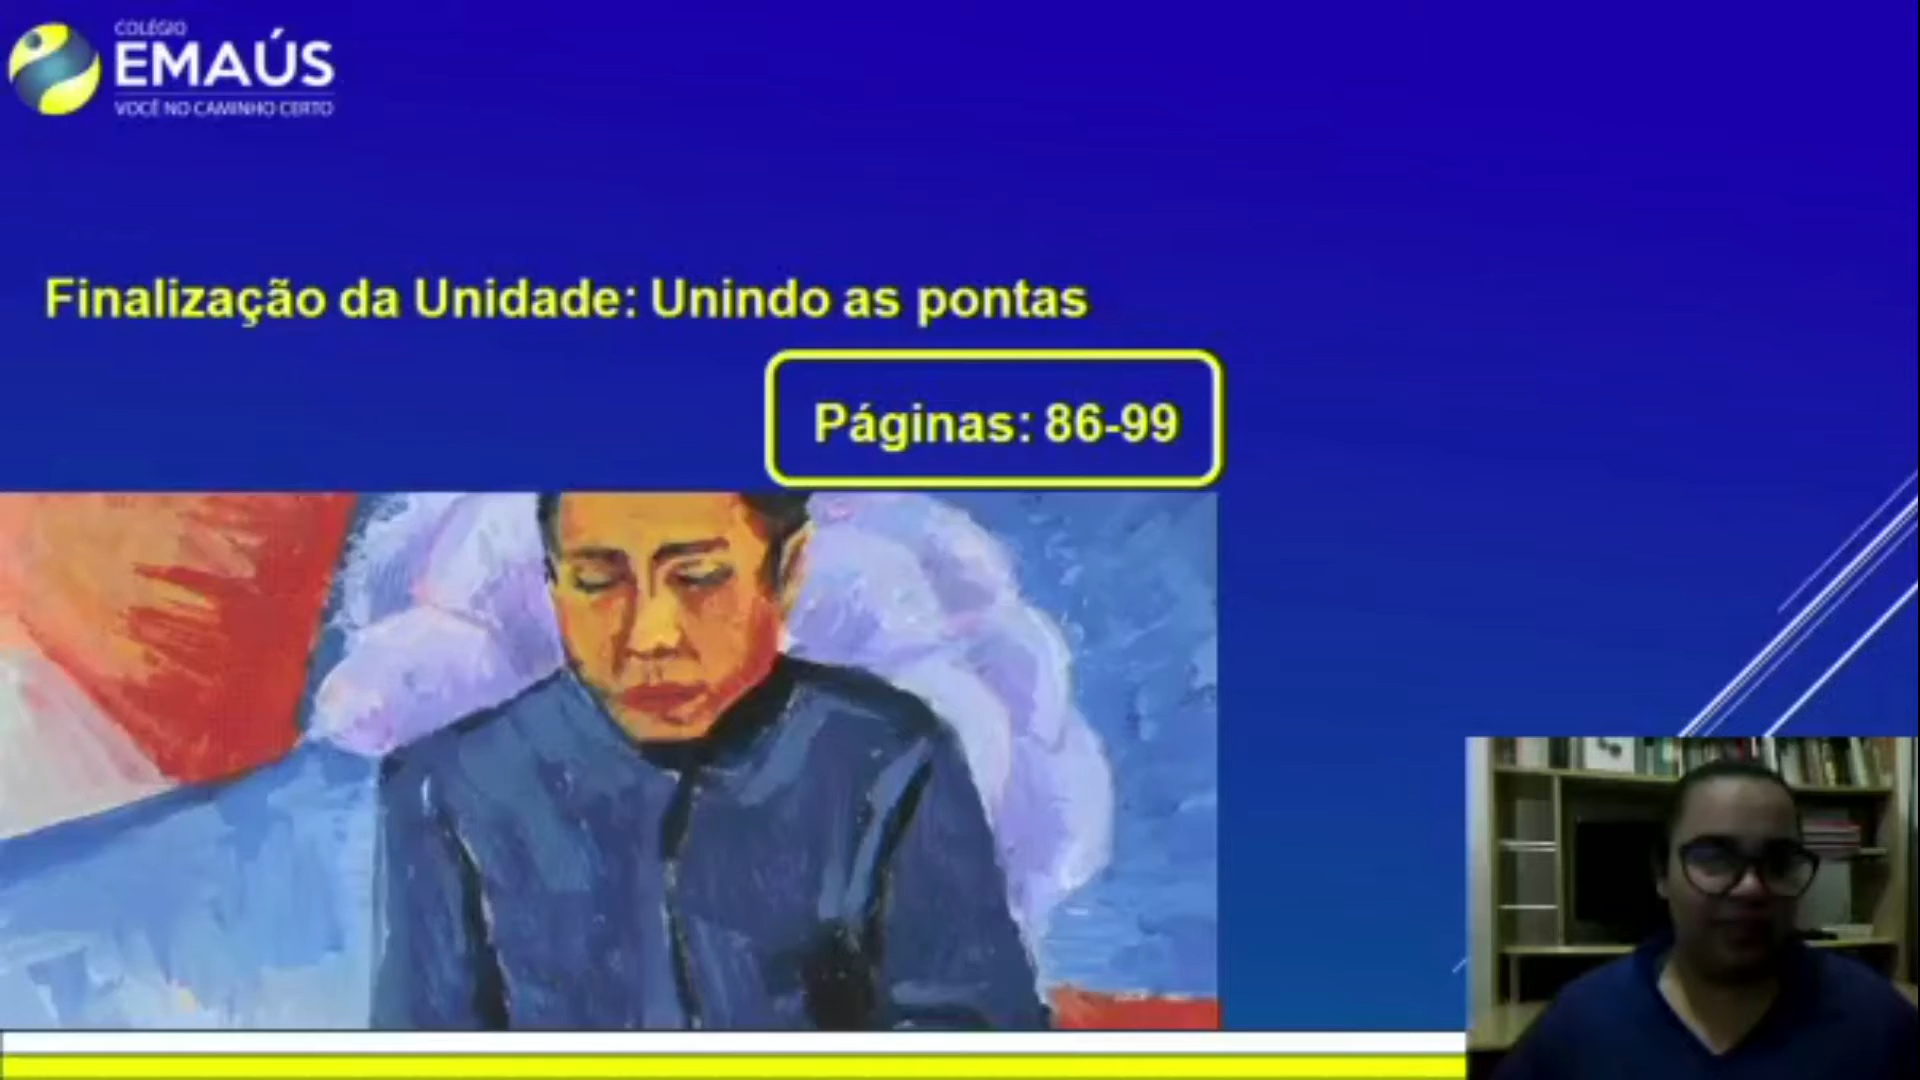 COLÉGIO
EMAÚS
VOCÊ NO CAMINHO CERTO
Finalização da Unidade: Unindo as pontas
Páginas: 86-99